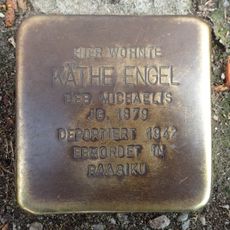 HIER WOHNTE
KÄTHE ENGEL
GEB. MICHAELIS
JG. 1879
DEPORTIERT 1942
ERMORDET IN
RAASIKU